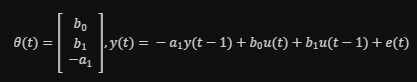 θ(t) = [ b₀ b₁ −a₁ ] , y(t) = − a₁y(t − 1) + b₀u(t) + b₁u(t − 1) + e(t)